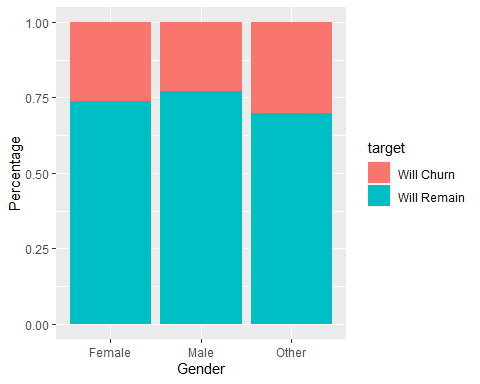 1.00
0.75
0.50
0.25
0.00
Percentage
Female Male Other
Gender
target
Will Churn
Will Remain